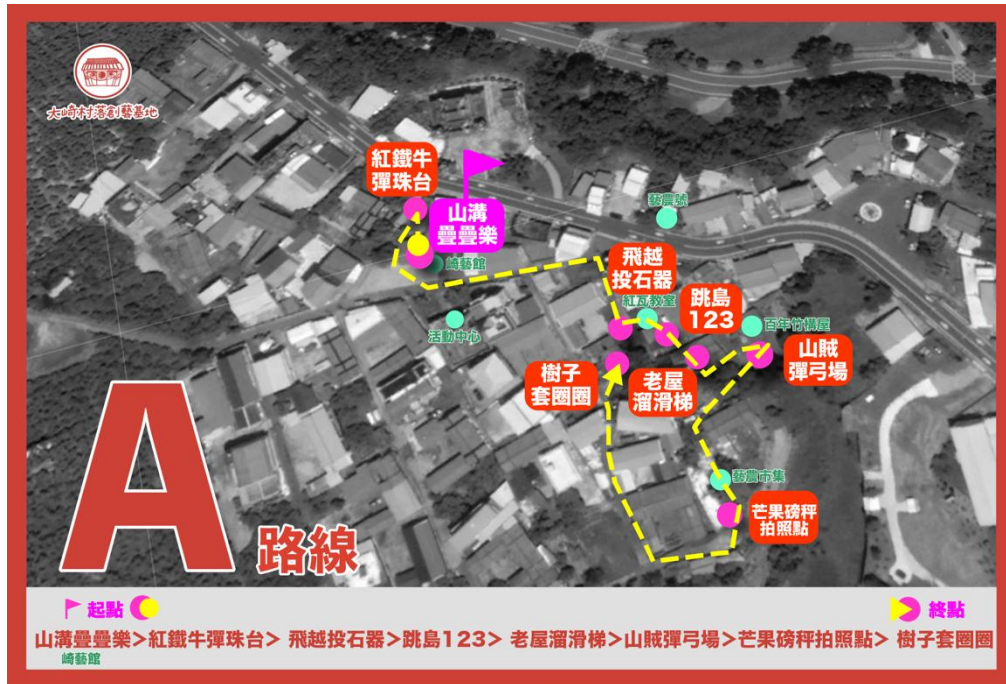 大崎村落創藝基地
紅鐵牛
彈珠台
山溝
疊疊樂
崎藝館
藝農號
飛越
投石器
紅瓦教室
跳島
123
百年竹構屋
活動中心
山賊
彈弓場
樹子
套圈圈
老屋
溜滑梯
藝農市集
芒果磅秤
拍照點
A
路線
起點
終點
山溝疊疊樂>紅鐵牛彈珠台> 飛越投石器>跳島123> 老屋溜滑梯>山賊彈弓場>芒果磅秤拍照點> 樹子套圈圈
崎藝館